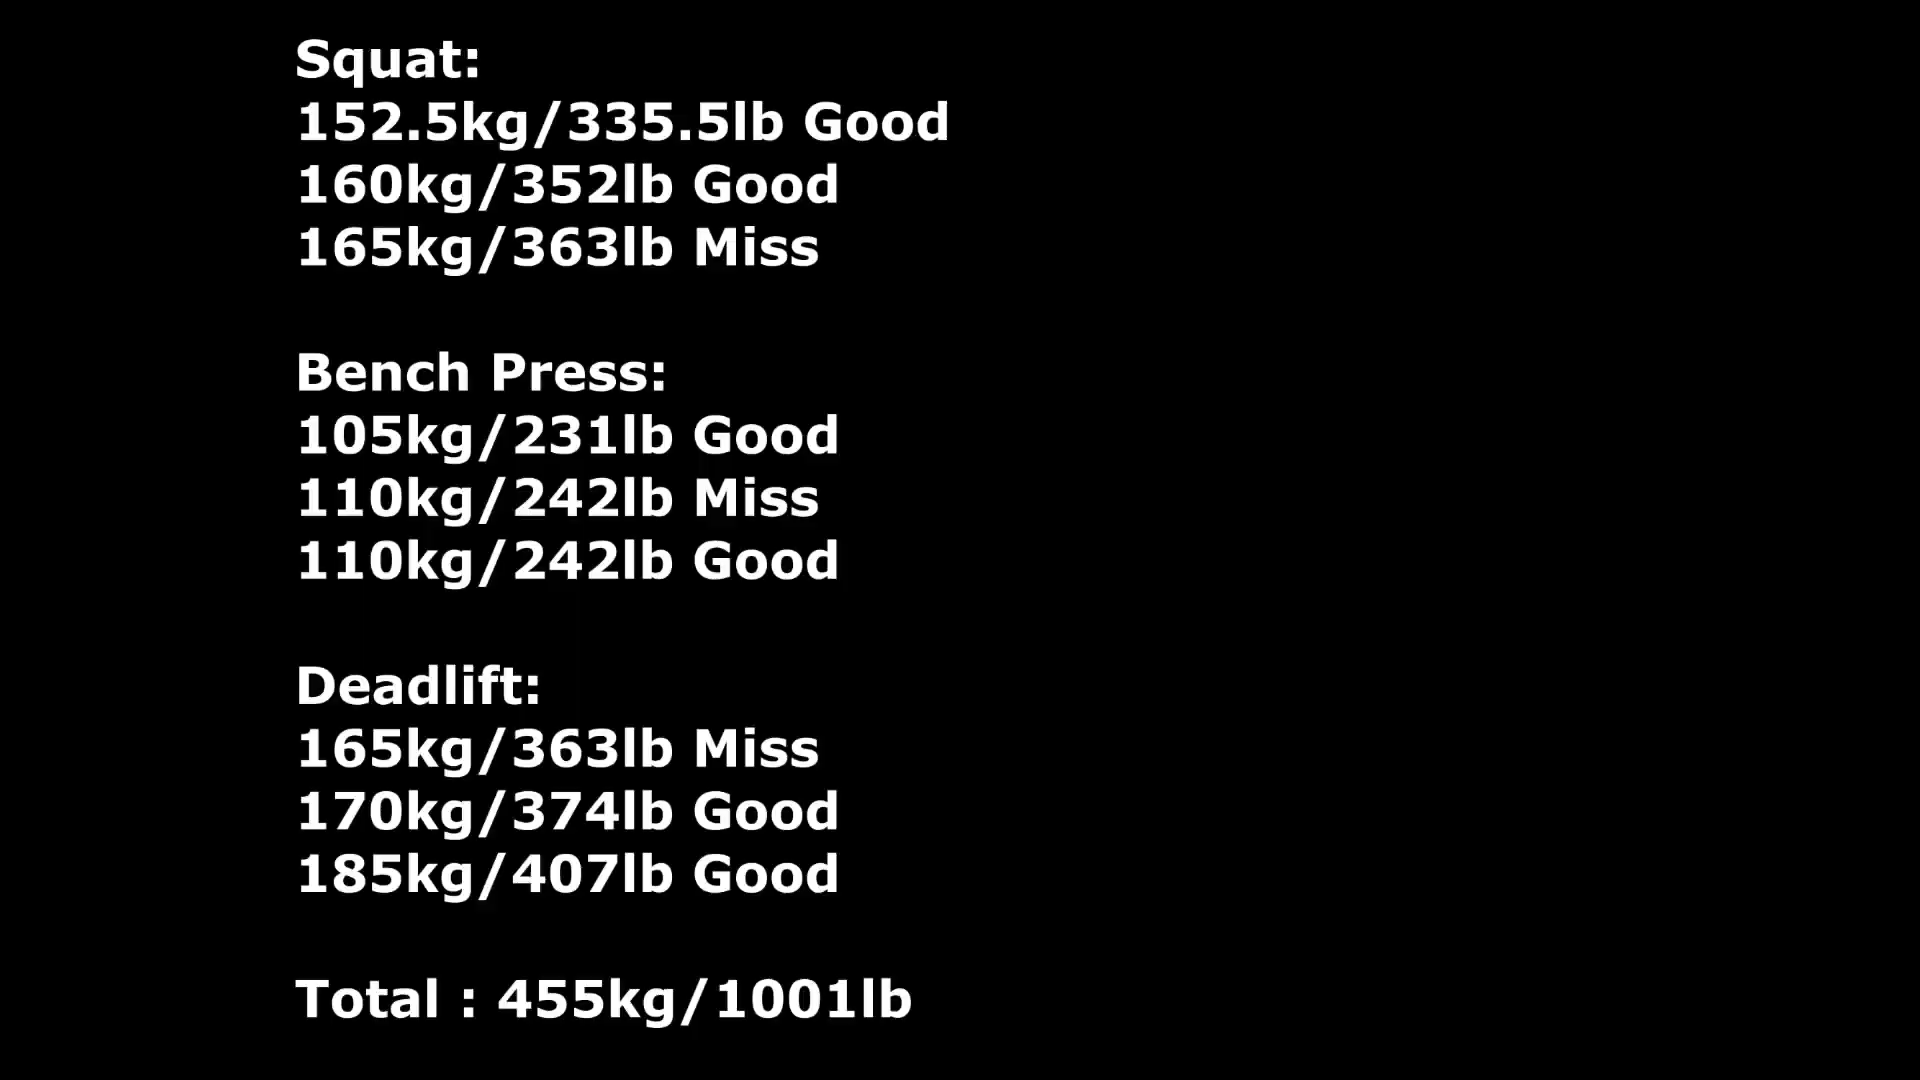 Squat:
152.5kg/335.5lb Good
160kg/352lb Good
165kg/363lb Miss
Bench Press:
105kg/231lb Good
110kg/242lb Miss
110kg/242lb Good
Deadlift:
165kg/363lb Miss
170kg/374lb Good
185kg/407lb Good
Total : 455kg/1001lb